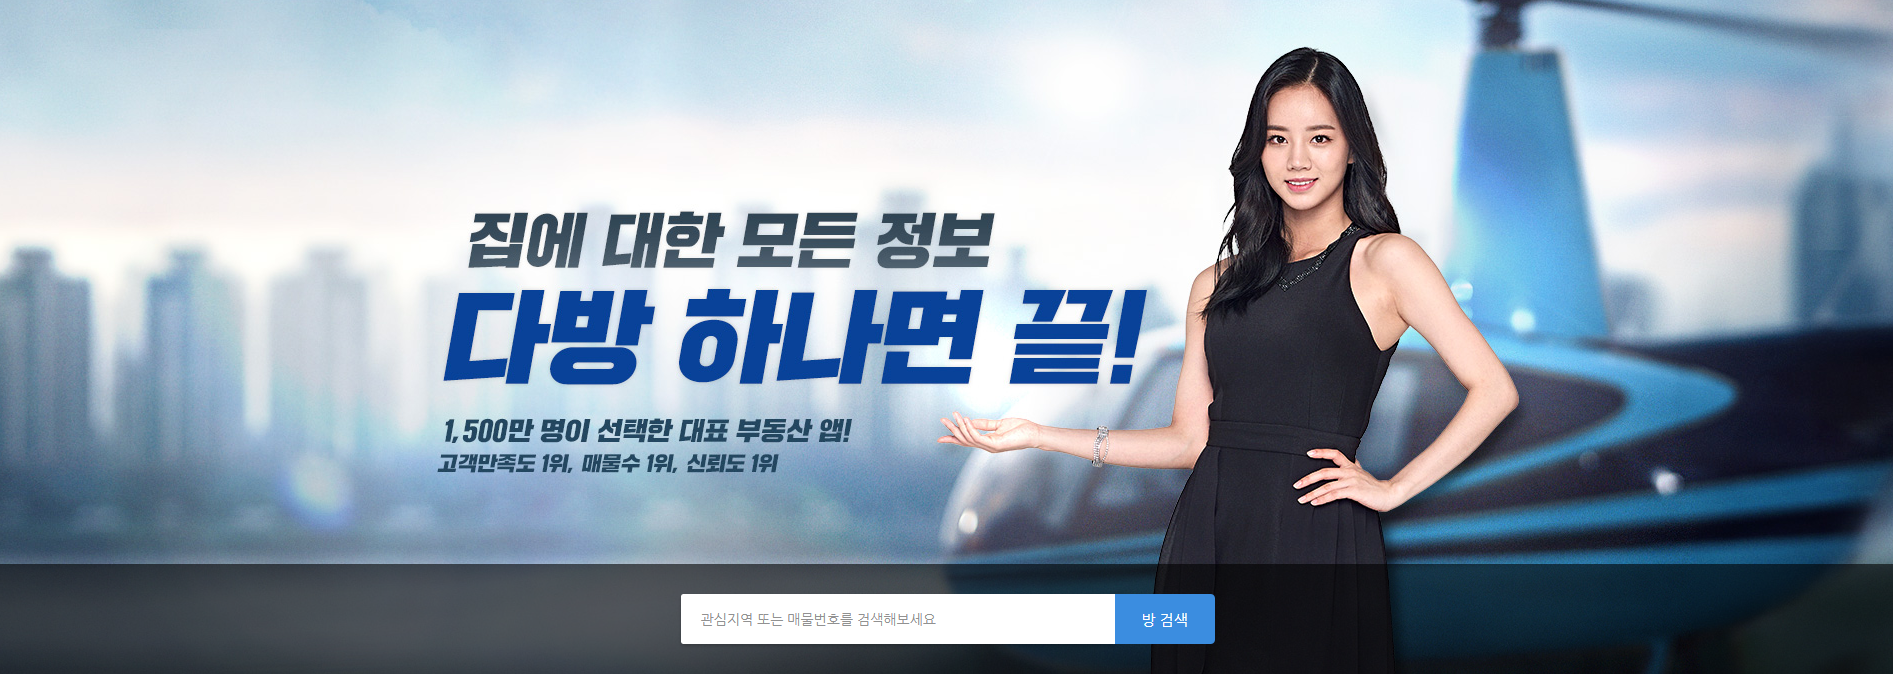 집에 대한 모든 정보
다방 하나면 끝!
1,500만 명이 선택한 대표 부동산 앱!
고객만족도 1위, 매물수 1위, 신뢰도 1위
관심지역 또는 매물번호를 검색해보세요
방 검색